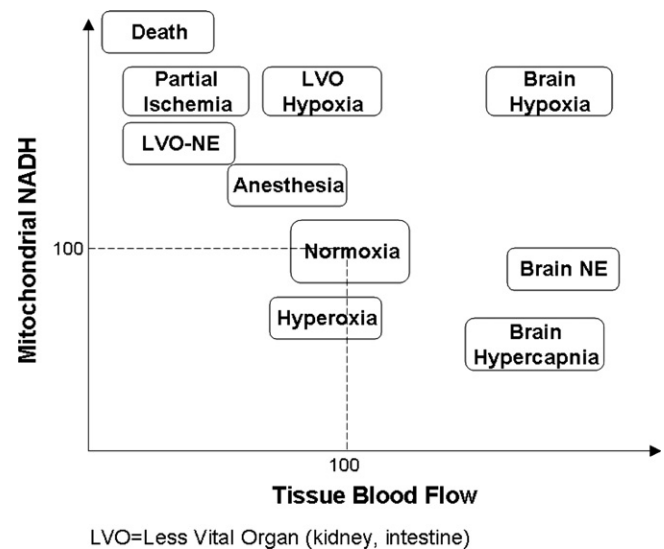 Death
Partial
Ischemia
LVO
Hypoxia
Brain
Hypoxia
LVO-NE
Anesthesia
Mitochondrial NADH
100
Normoxia
Brain NE
Hyperoxia
Brain
Hypercapnia
100
Tissue Blood Flow
LVO=Less Vital Organ (kidney, intestine)